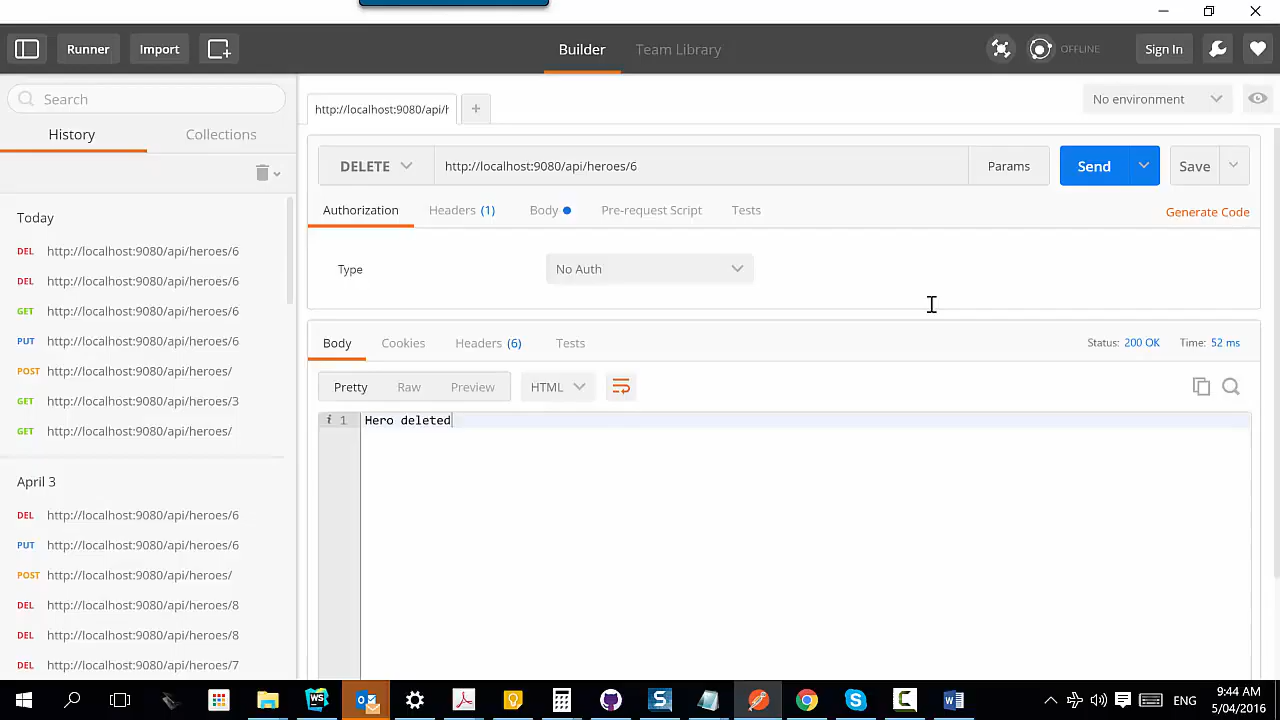 Runner
Import
Builder
Team Library
OFFLINE
Sign In
Search
History
Collections
Today
DEL http://localhost:9080/api/heroes/6
DEL http://localhost:9080/api/heroes/6
GET http://localhost:9080/api/heroes/6
PUT http://localhost:9080/api/heroes/6
POST http://localhost:9080/api/heroes/
GET http://localhost:9080/api/heroes/3
GET http://localhost:9080/api/heroes/
April 3
DEL http://localhost:9080/api/heroes/6
PUT http://localhost:9080/api/heroes/6
POST http://localhost:9080/api/heroes/
DEL http://localhost:9080/api/heroes/8
DEL http://localhost:9080/api/heroes/8
DEL http://localhost:9080/api/heroes/7
http://localhost:9080/api/h
No environment
DELETE
http://localhost:9080/api/heroes/6
Params
Send
Save
Authorization
Headers (1)
Body
Pre-request Script
Tests
Generate Code
Type
No Auth
Body
Cookies
Headers (6)
Tests
Status: 200 OK
Time: 52 ms
Pretty
Raw
Preview
HTML
i 1 Hero deleted
ENG
9:44 AM
5/04/2016